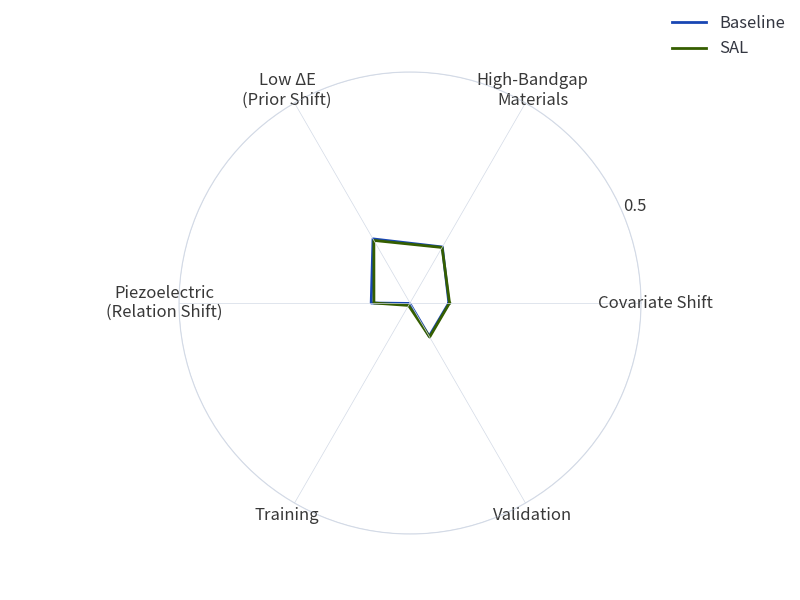 Baseline
SAL
Low ΔE
(Prior Shift)
High-Bandgap
Materials
0.5
Piezoelectric
(Relation Shift)
Covariate Shift
Training
Validation